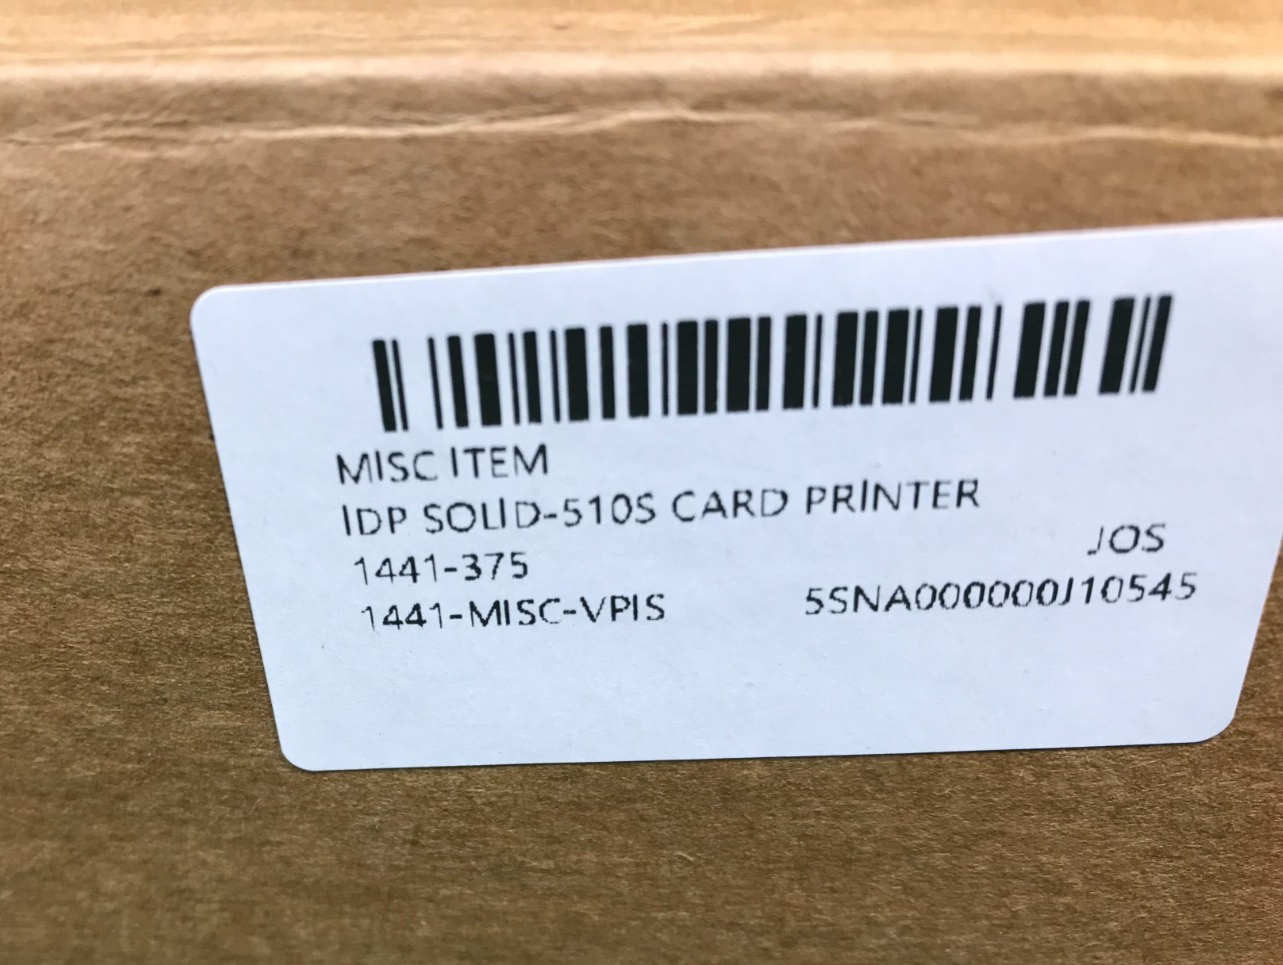 MISC ITEM
IDP SOLID-510S CARD PRINTER
JOS
1441-375
1441-MISC-VPIS 5SNA000000J10545